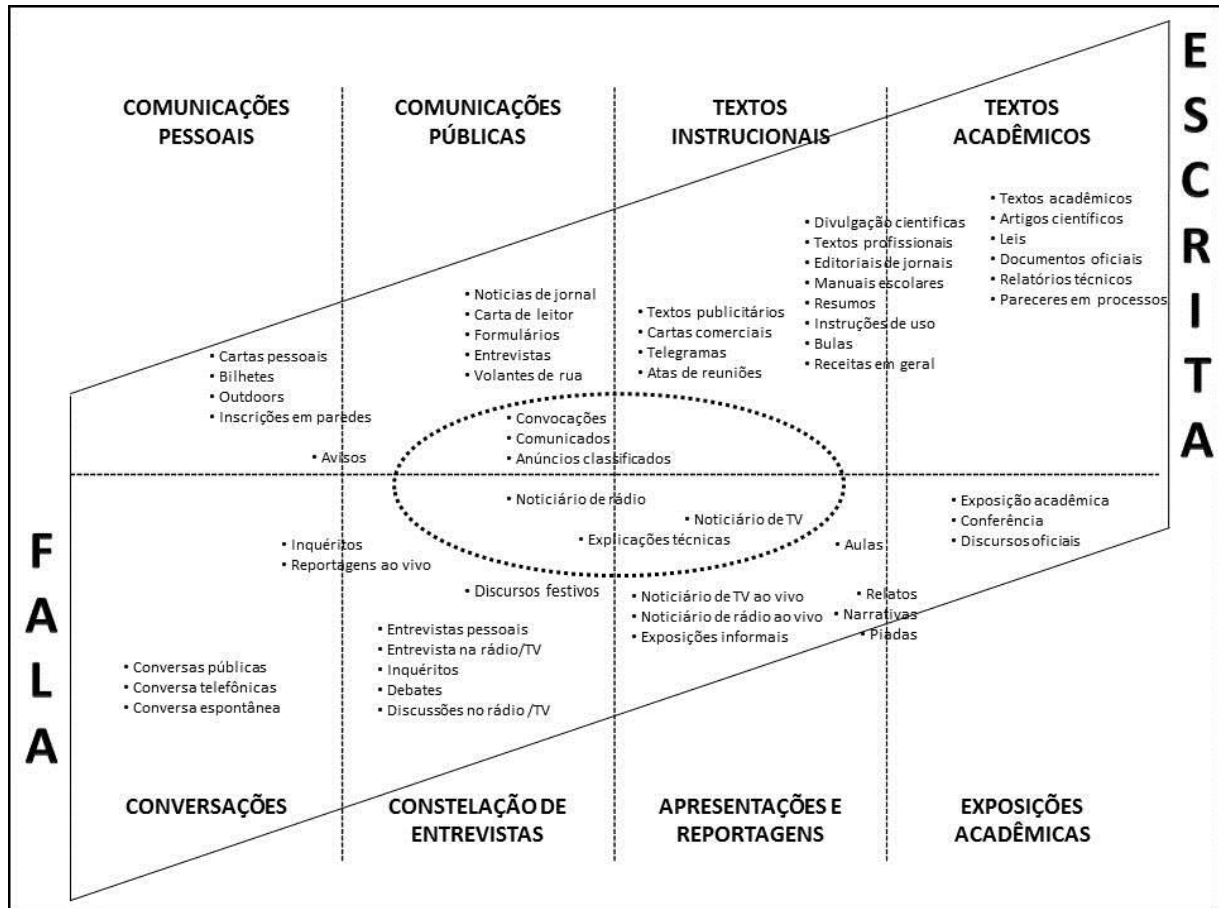 COMUNICAÇÕES
PESSOAIS
COMUNICAÇÕES
PÚBLICAS
TEXTOS
INSTRUCIONAIS
TEXTOS
ACADÊMICOS
ESCRITA
• Textos acadêmicos
• Artigos científicos
• Leis
• Documentos oficiais
• Relatórios técnicos
• Pareceres em processos
• Divulgação cientificas
• Textos profissionais
• Editoriais de jornais
• Manuais escolares
• Resumos
• Instruções de uso
• Bulas
• Receitas em geral
• Noticias de jornal
• Carta de leitor
• Formulários
• Entrevistas
• Volantes de rua
• Textos publicitários
• Cartas comerciais
• Telegramas
• Atas de reuniões
• Cartas pessoais
• Bilhetes
• Outdoors
• Inscrições em paredes
• Avisos
• Convocações
• Comunicados
• Anúncios classificados
• Noticiário de rádio
• Noticiário de TV
• Explicações técnicas
• Exposição acadêmica
• Conferência
• Discursos oficiais
• Aulas
• Inquéritos
• Reportagens ao vivo
• Discursos festivos
• Noticiário de TV ao vivo
• Noticiário de rádio ao vivo
• Exposições informais
• Relatos
• Narrativas
• Piadas
• Entrevistas pessoais
• Entrevista na rádio/TV
• Inquéritos
• Debates
• Discussões no rádio /TV
• Conversas públicas
• Conversa telefônicas
• Conversa espontânea
FALA
CONVERSAÇÕES
CONSTELAÇÃO DE
ENTREVISTAS
APRESENTAÇÕES E
REPORTAGENS
EXPOSIÇÕES
ACADÊMICAS